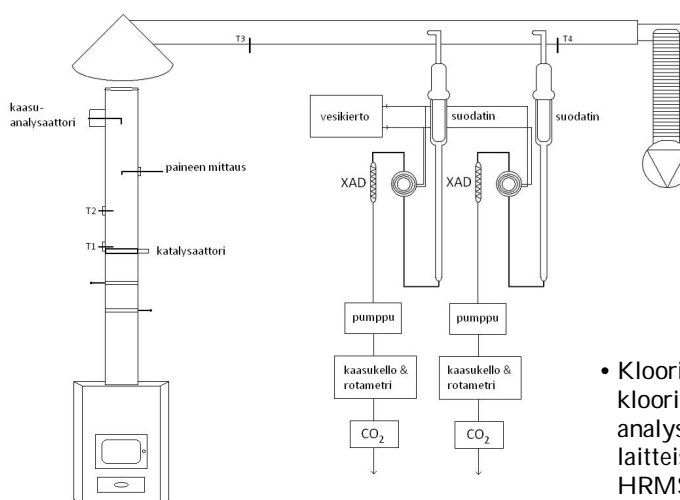 T3
T4
kaasu-
analysaattori
vesikierto
suodatin
suodatin
paineen mittaus
XAD
XAD
T2
T1
katalysaattori
pumppu
pumppu
kaasukello &
rotametri
kaasukello &
rotametri
CO₂
CO₂
• Kloori
kloori
analys
laitteis
HRMS